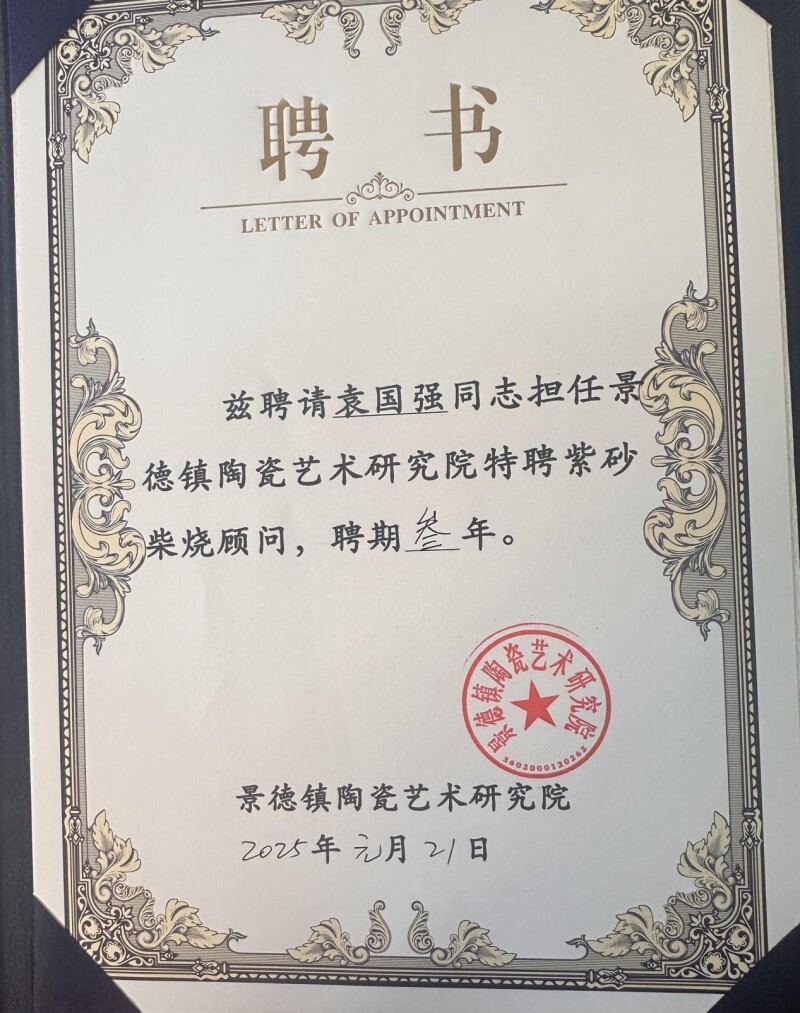 聘 书
LETTER OF APPOINTMENT
兹聘请袁国强同志担任景
德镇陶瓷艺术研究院特聘紫砂
柴烧顾问，聘期叁年。
景德镇陶瓷艺术研究院
3602000120262
景德镇陶瓷艺术研究院
2025年元月21日